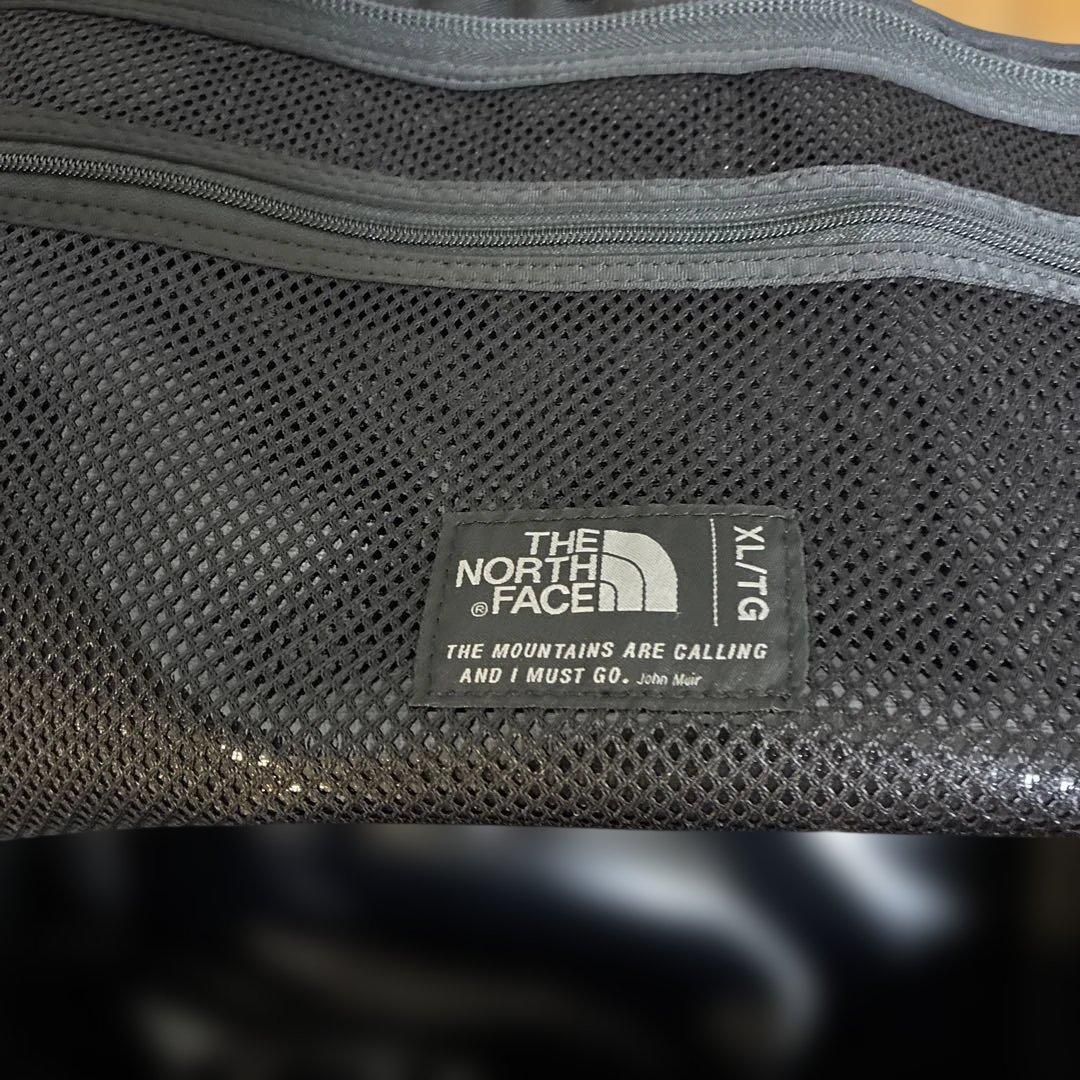 THE
NORTH
® FACE
XL/TG
THE MOUNTAINS ARE CALLING
AND I MUST GO. John Muir